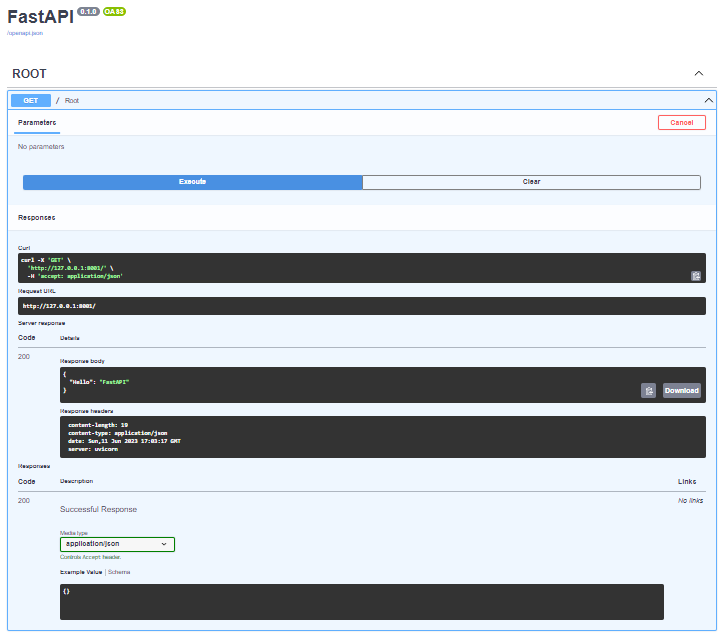 FastAPI 0.1.0 OAS3
/openapi.json
ROOT
GET / Root
Parameters Cancel
No parameters
Execute Clear
Responses
Curl
curl -X 'GET' \
'http://127.0.0.1:8001/' \
-H 'accept: application/json'
Request URL
http://127.0.0.1:8001/
Server response
Code Details
200
Response body
{
"Hello": "FastAPI"
}
Download
Response headers
content-length: 19
content-type: application/json
date: Sun,11 Jun 2023 17:03:17 GMT
server: uvicorn
Responses
Code Description Links
200 Successful Response No links
Media type
application/json
Controls Accept header.
Example Value | Schema
{}